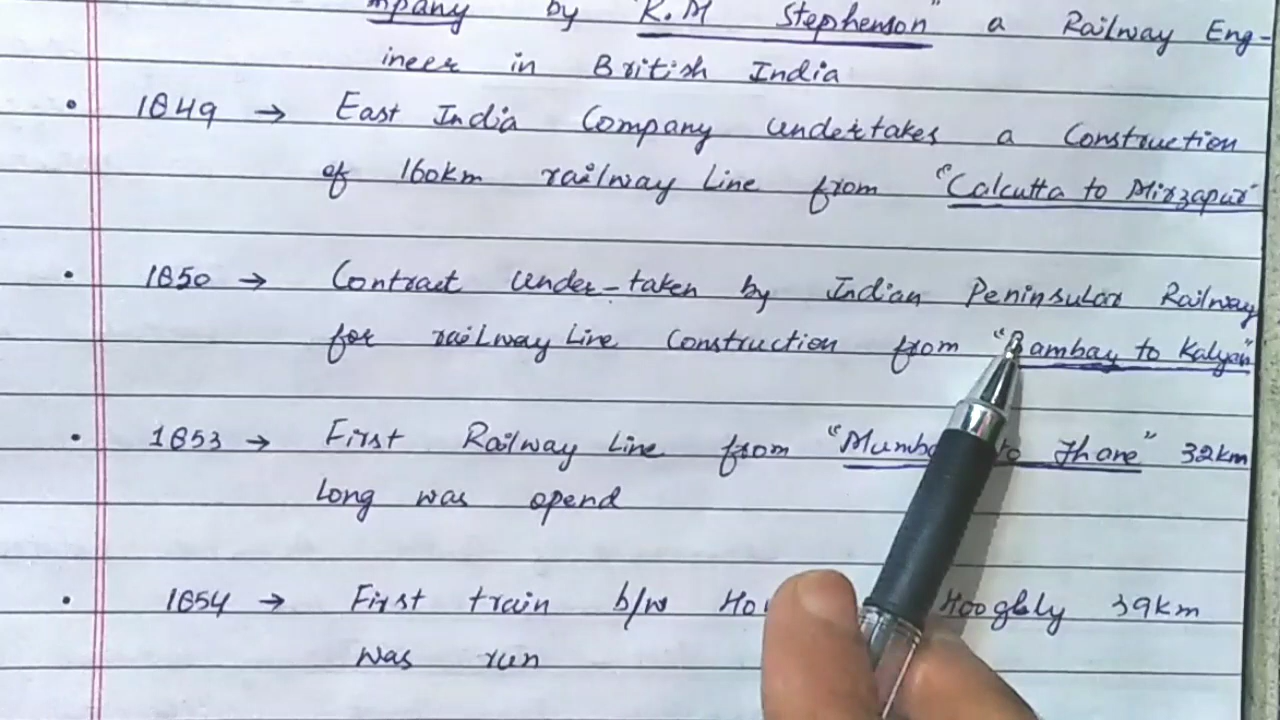 mpany by "R.M Stephenson" a Railway Eng-
ineer in British India
• 1849 → East India Company undertakes a Construction
of 160km railway Line from "Calcutta to Mirzapur"
• 1850 → Contract under-taken by Indian Peninsular Railway
for railway Line Construction from "Bambay to Kalyan"
• 1853 → First Railway Line from " to Thane" 32km
Long was opend
• 1854 → First train b/w Hooghly 39km
was run